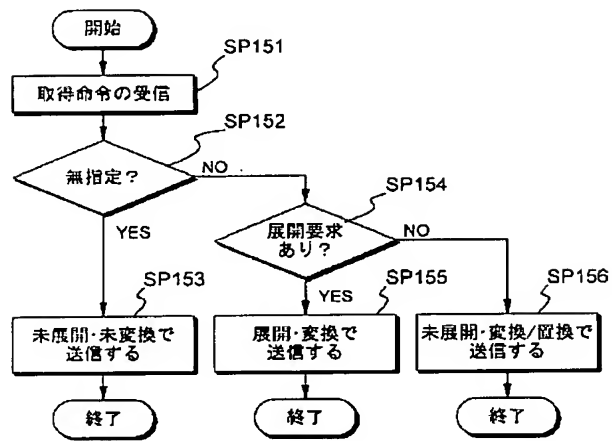 開始
SP151
取得命令の受信
SP152
無指定?
NO
YES
SP154
展開要求
あり?
NO
YES
SP153
未展開・未変換で
送信する
SP155
展開・変換で
送信する
SP156
未展開・変換/置換で
送信する
終了
終了
終了